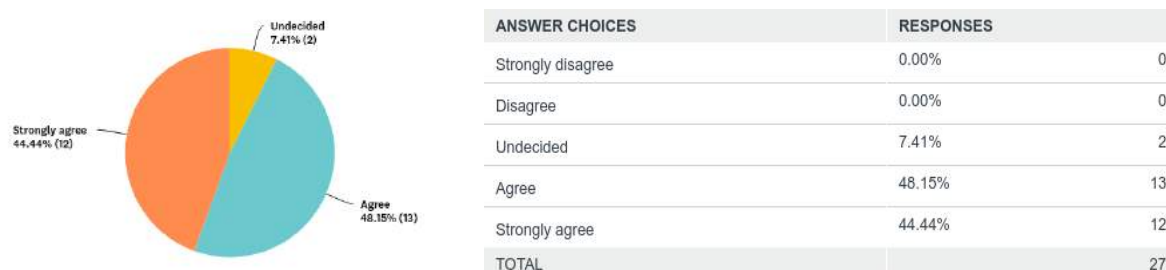 Undecided
7.41% (2)
Strongly agree
44.44% (12)
Agree
48.15% (13)
ANSWER CHOICES RESPONSES
Strongly disagree 0.00% 0
Disagree 0.00% 0
Undecided 7.41% 2
Agree 48.15% 13
Strongly agree 44.44% 12
TOTAL 27